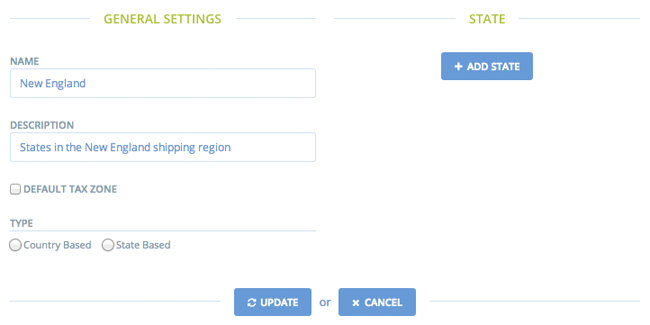 GENERAL SETTINGS
STATE
NAME
New England
+ ADD STATE
DESCRIPTION
States in the New England shipping region
DEFAULT TAX ZONE
TYPE
Country Based State Based
UPDATE or CANCEL